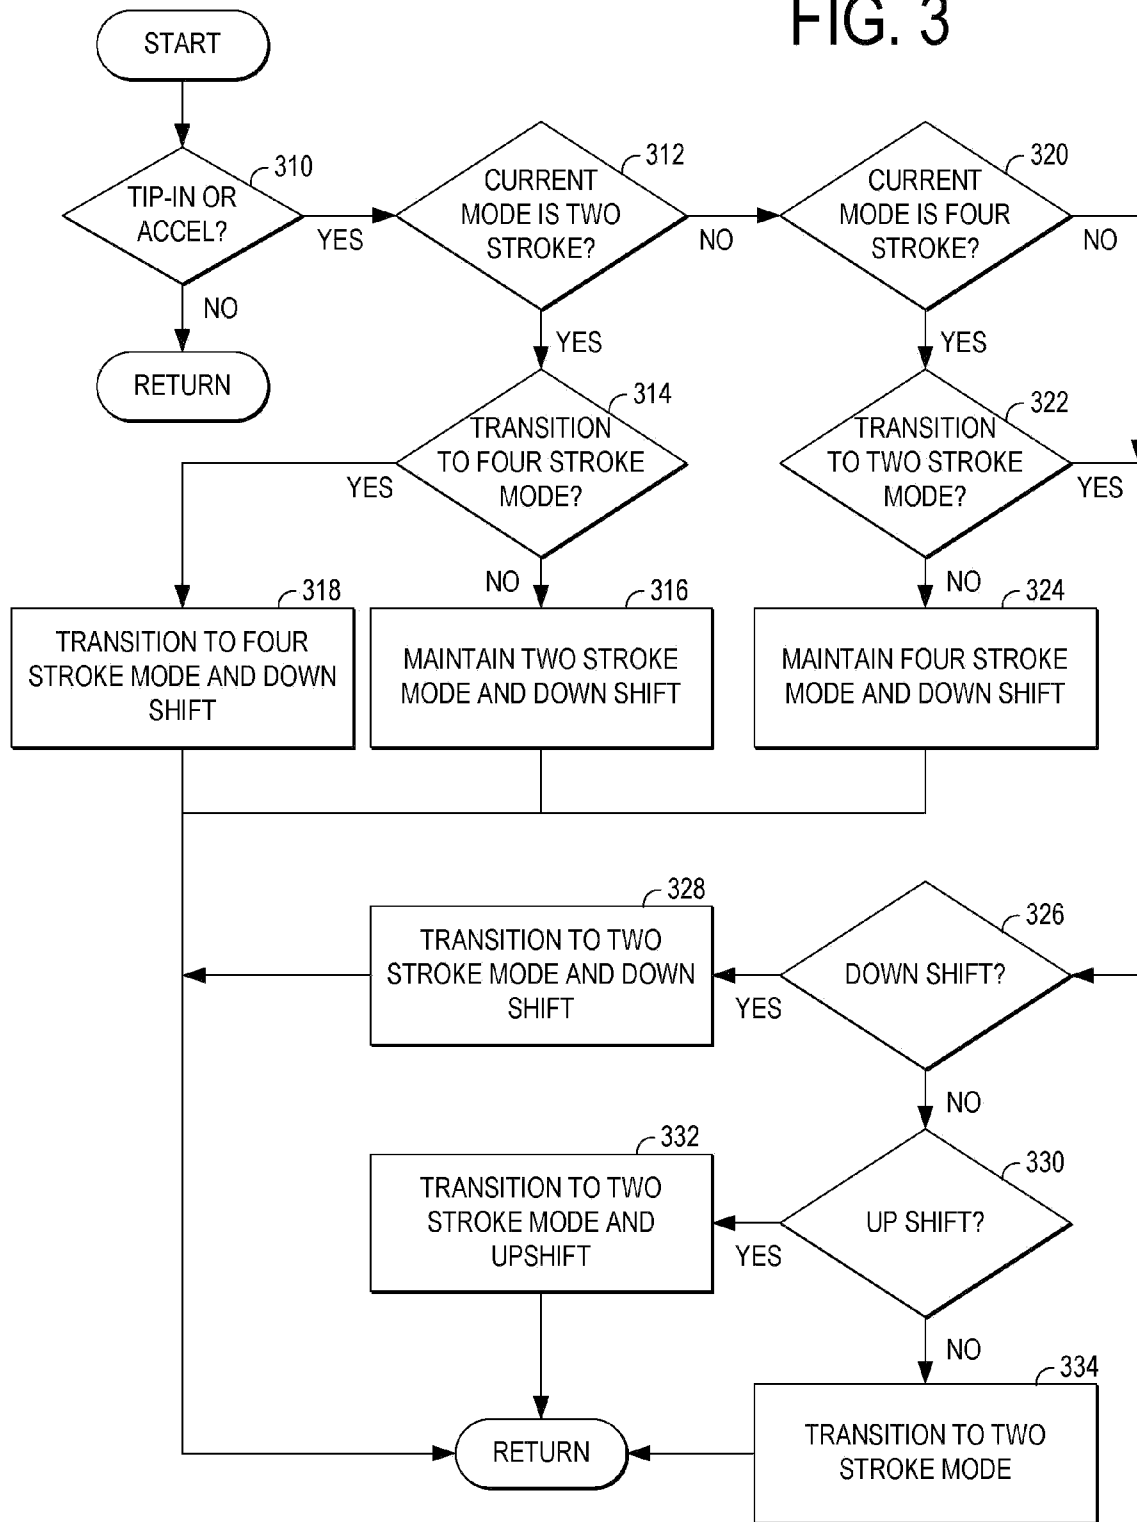 FIG. 3
START
310
TIP-IN OR
ACCEL?
YES
NO
RETURN
312
CURRENT
MODE IS TWO
STROKE?
NO
YES
320
CURRENT
MODE IS FOUR
STROKE?
NO
YES
314
TRANSITION
TO FOUR STROKE
MODE?
YES
NO
322
TRANSITION
TO TWO STROKE
MODE?
YES
NO
318
TRANSITION TO FOUR
STROKE MODE AND DOWN
SHIFT
316
MAINTAIN TWO STROKE
MODE AND DOWN SHIFT
324
MAINTAIN FOUR STROKE
MODE AND DOWN SHIFT
328
TRANSITION TO TWO
STROKE MODE AND DOWN
SHIFT
326
DOWN SHIFT?
YES
NO
332
TRANSITION TO TWO
STROKE MODE AND
UPSHIFT
330
UP SHIFT?
YES
NO
334
TRANSITION TO TWO
STROKE MODE
RETURN